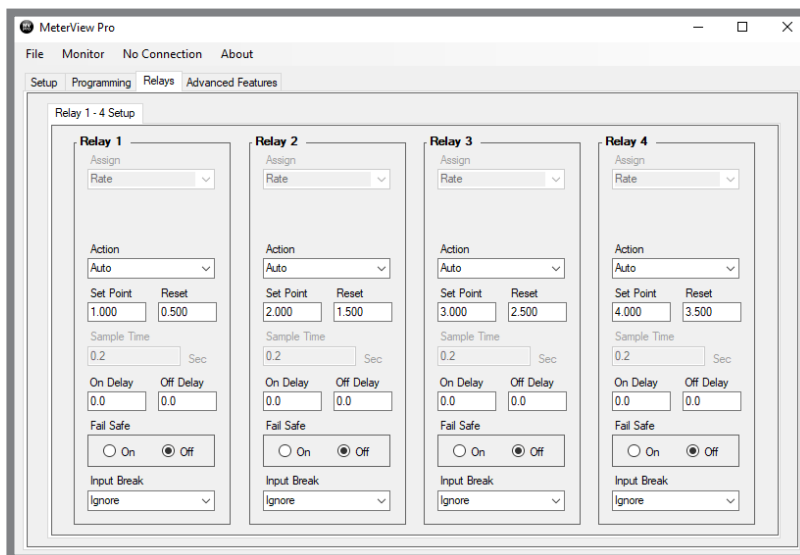 MeterView Pro
File Monitor No Connection About
Setup Programming Relays Advanced Features
Relay 1 - 4 Setup
Relay 1 Relay 2 Relay 3 Relay 4
Assign Assign Assign Assign
Rate Rate Rate Rate
Action Action Action Action
Auto Auto Auto Auto
Set Point Reset Set Point Reset Set Point Reset Set Point Reset
1.000 0.500 2.000 1.500 3.000 2.500 4.000 3.500
Sample Time Sample Time Sample Time Sample Time
0.2 Sec 0.2 Sec 0.2 Sec 0.2 Sec
On Delay Off Delay On Delay Off Delay On Delay Off Delay On Delay Off Delay
0.0 0.0 0.0 0.0 0.0 0.0 0.0 0.0
Fail Safe Fail Safe Fail Safe Fail Safe
On Off On Off On Off On Off
Input Break Input Break Input Break Input Break
Ignore Ignore Ignore Ignore